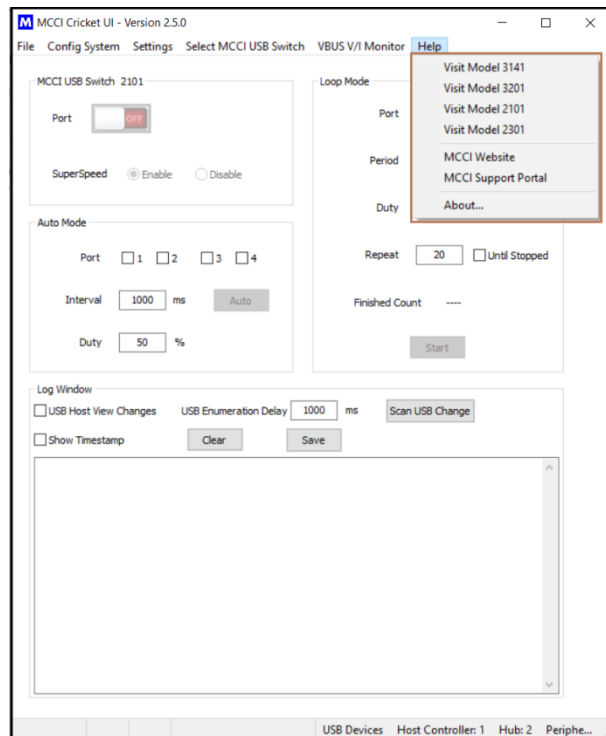 M MCCI Cricket UI - Version 2.5.0
File Config System Settings Select MCCI USB Switch VBUS V/I Monitor Help
Visit Model 3141
Visit Model 3201
Visit Model 2101
Visit Model 2301
MCCI Website
MCCI Support Portal
About...
MCCI USB Switch 2101
Port OFF
SuperSpeed Enable Disable
Auto Mode
Port 1 2 3 4
Interval 1000 ms Auto
Duty 50 %
Loop Mode
Port
Period
Duty
Repeat 20 Until Stopped
Finished Count ----
Start
Log Window
USB Host View Changes USB Enumeration Delay 1000 ms Scan USB Change
Show Timestamp Clear Save
USB Devices Host Controller: 1 Hub: 2 Periphe...